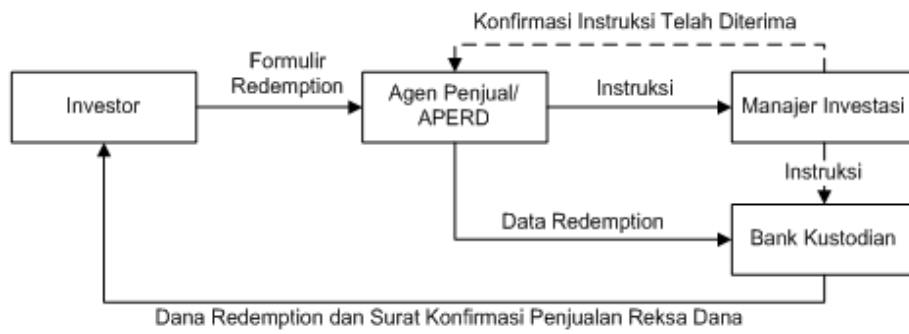 Konfirmasi Instruksi Telah Diterima
Formulir
Redemption
Investor
Agen Penjual/
APERD
Instruksi
Manajer Investasi
Instruksi
Data Redemption
Bank Kustodian
Dana Redemption dan Surat Konfirmasi Penjualan Reksa Dana